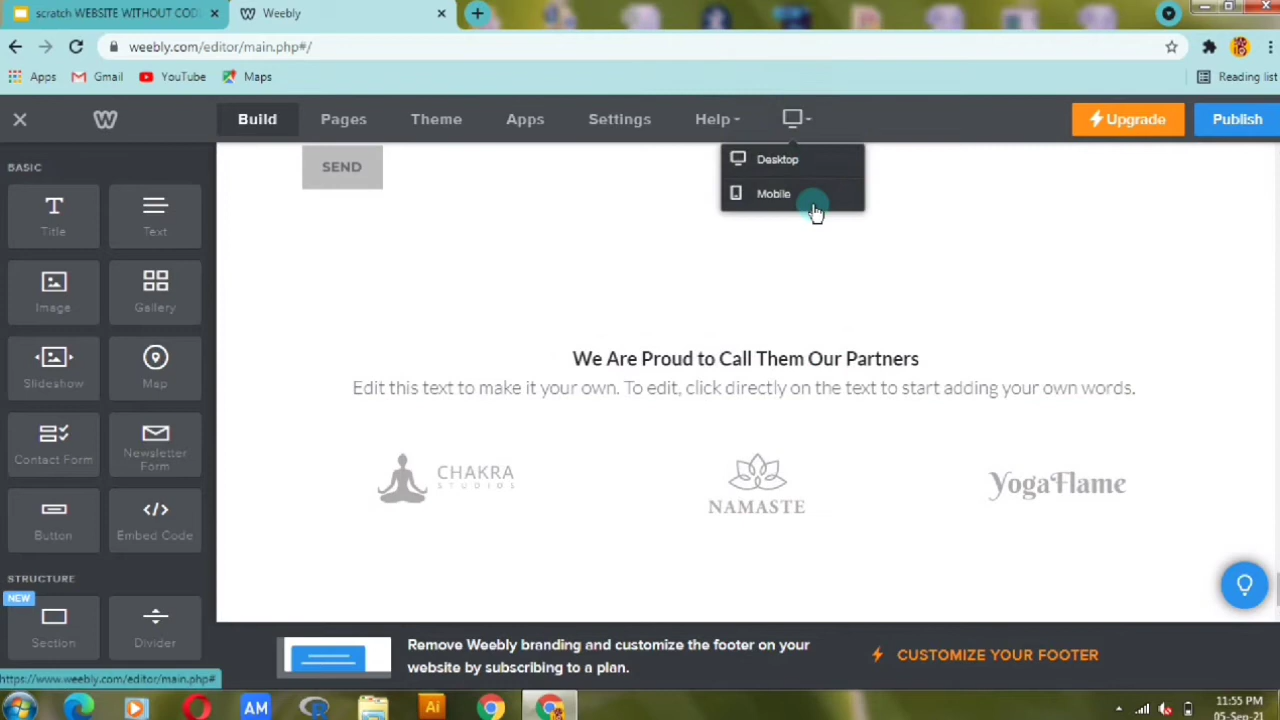 scratch WEBSITE WITHOUT COD
Weebly
weebly.com/editor/main.php#/
Apps
Gmail
YouTube
Maps
Reading list
Build
Pages
Theme
Apps
Settings
Help
Upgrade
Publish
Desktop
Mobile
BASIC
Title
Text
Image
Gallery
Slideshow
Map
Contact Form
Newsletter
Form
Button
Embed Code
STRUCTURE
NEW
Section
Divider
SEND
We Are Proud to Call Them Our Partners
Edit this text to make it your own. To edit, click directly on the text to start adding your own words.
CHAKRA
STUDIOS
NAMASTE
YogaFlame
Remove Weebly branding and customize the footer on your
website by subscribing to a plan.
CUSTOMIZE YOUR FOOTER
https://www.weebly.com/editor/main.php#
AM
Ai
11:55 PM
05-Sep-21